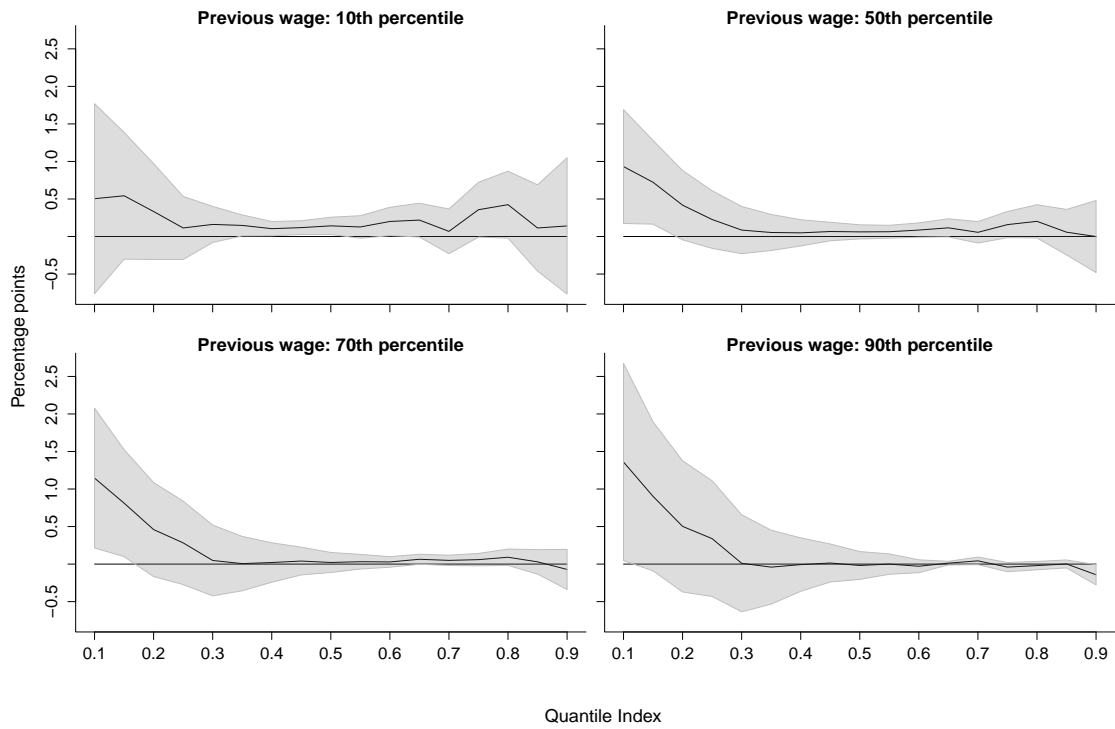 Previous wage: 10th percentile
Previous wage: 50th percentile
2.5
2.0
1.5
1.0
0.5
−0.5
Percentage points
Previous wage: 70th percentile
Previous wage: 90th percentile
2.5
2.0
1.5
1.0
0.5
−0.5
0.1 0.2 0.3 0.4 0.5 0.6 0.7 0.8 0.9
0.1 0.2 0.3 0.4 0.5 0.6 0.7 0.8 0.9
Quantile Index